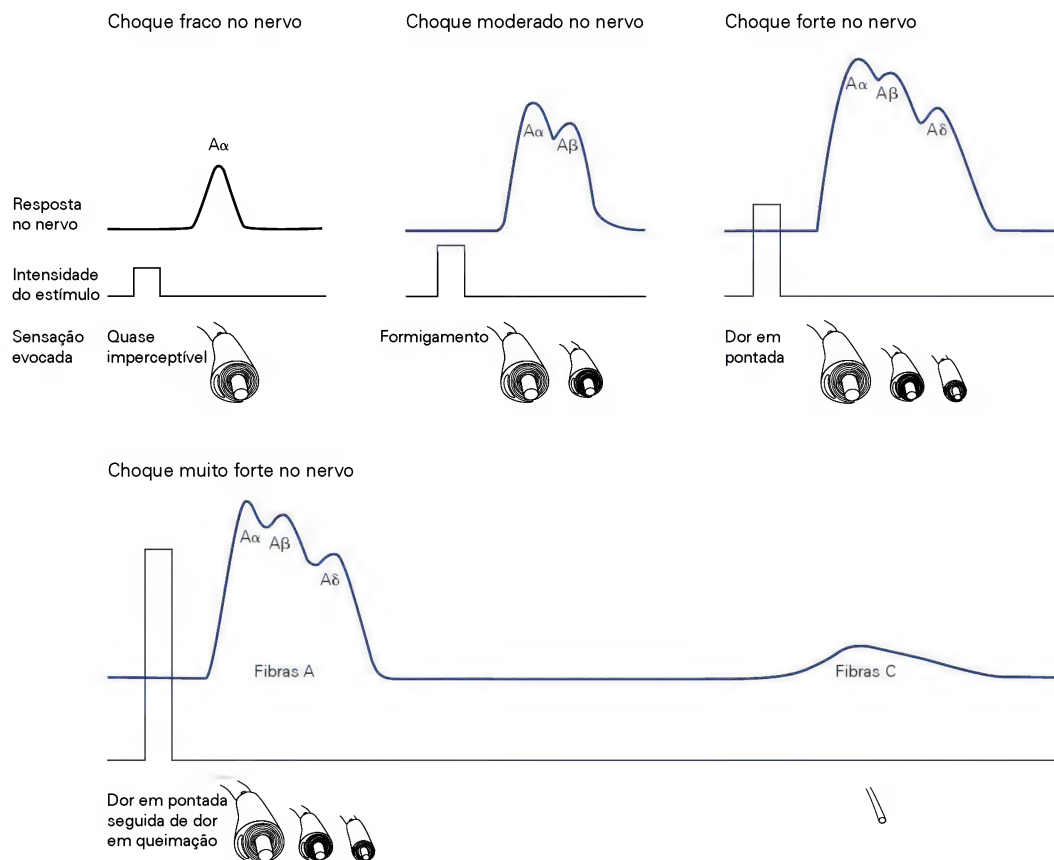 Choque fraco no nervo
Choque moderado no nervo
Choque forte no nervo
Aα
Aα
Aβ
Aα
Aβ
Aδ
Resposta
no nervo
Intensidade
do estímulo
Sensação
evocada
Quase
imperceptível
Formigamento
Dor em
pontada
Choque muito forte no nervo
Aα
Aβ
Aδ
Fibras A
Fibras C
Dor em pontada
seguida de dor
em queimação